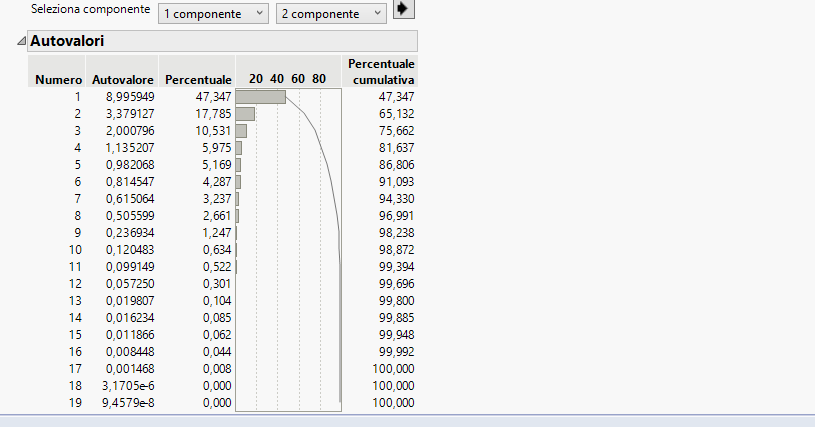 Seleziona componente 1 componente 2 componente
Autovalori
Percentuale
Numero Autovalore Percentuale 20 40 60 80 cumulativa
1 8,995949 47,347 47,347
2 3,379127 17,785 65,132
3 2,000796 10,531 75,662
4 1,135207 5,975 81,637
5 0,982068 5,169 86,806
6 0,814547 4,287 91,093
7 0,615064 3,237 94,330
8 0,505599 2,661 96,991
9 0,236934 1,247 98,238
10 0,120483 0,634 98,872
11 0,099149 0,522 99,394
12 0,057250 0,301 99,696
13 0,019807 0,104 99,800
14 0,016234 0,085 99,885
15 0,011866 0,062 99,948
16 0,008448 0,044 99,992
17 0,001468 0,008 100,000
18 3,1705e-6 0,000 100,000
19 9,4579e-8 0,000 100,000